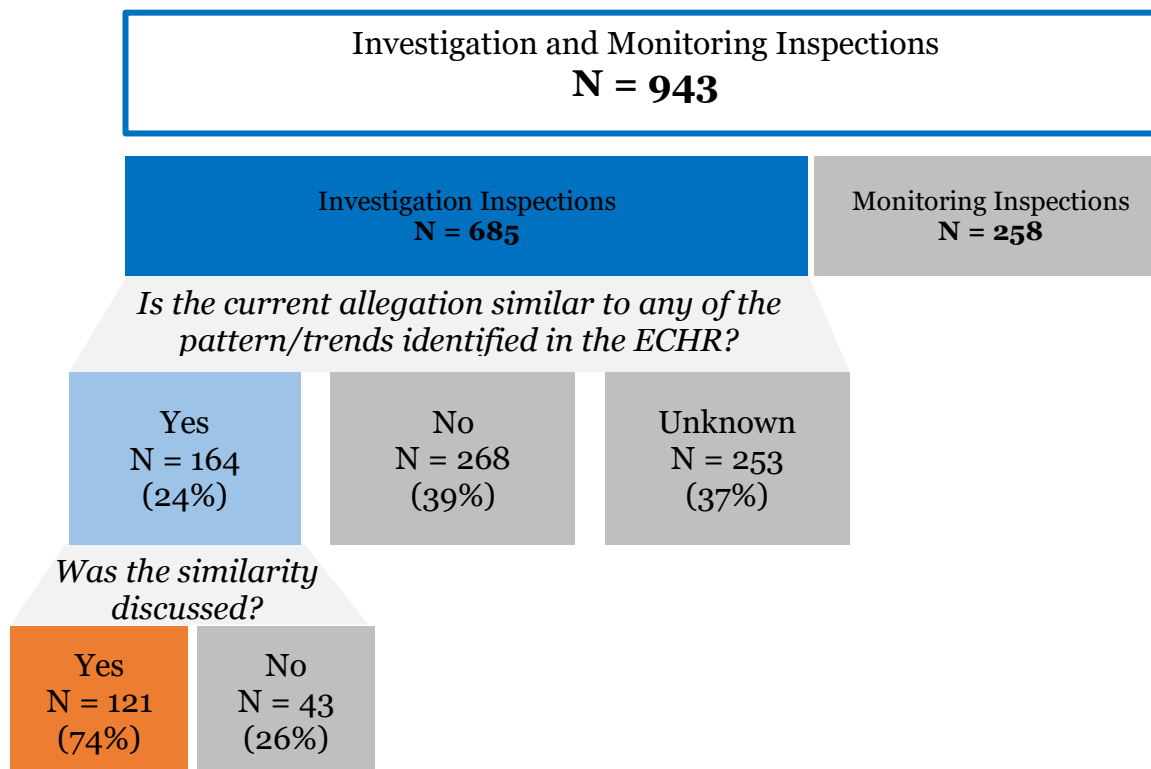 Investigation and Monitoring Inspections
N = 943
Investigation Inspections
N = 685
Monitoring Inspections
N = 258
Is the current allegation similar to any of the
pattern/trends identified in the ECHR?
Yes
N = 164
(24%)
No
N = 268
(39%)
Unknown
N = 253
(37%)
Was the similarity
discussed?
Yes
N = 121
(74%)
No
N = 43
(26%)